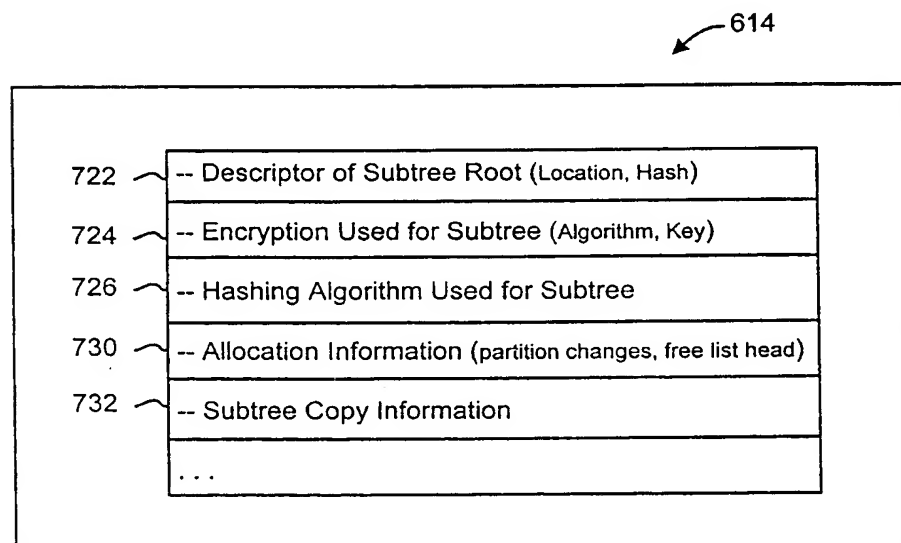 614
722 -- Descriptor of Subtree Root (Location, Hash)
724 -- Encryption Used for Subtree (Algorithm, Key)
726 -- Hashing Algorithm Used for Subtree
730 -- Allocation Information (partition changes, free list head)
732 -- Subtree Copy Information
. . .